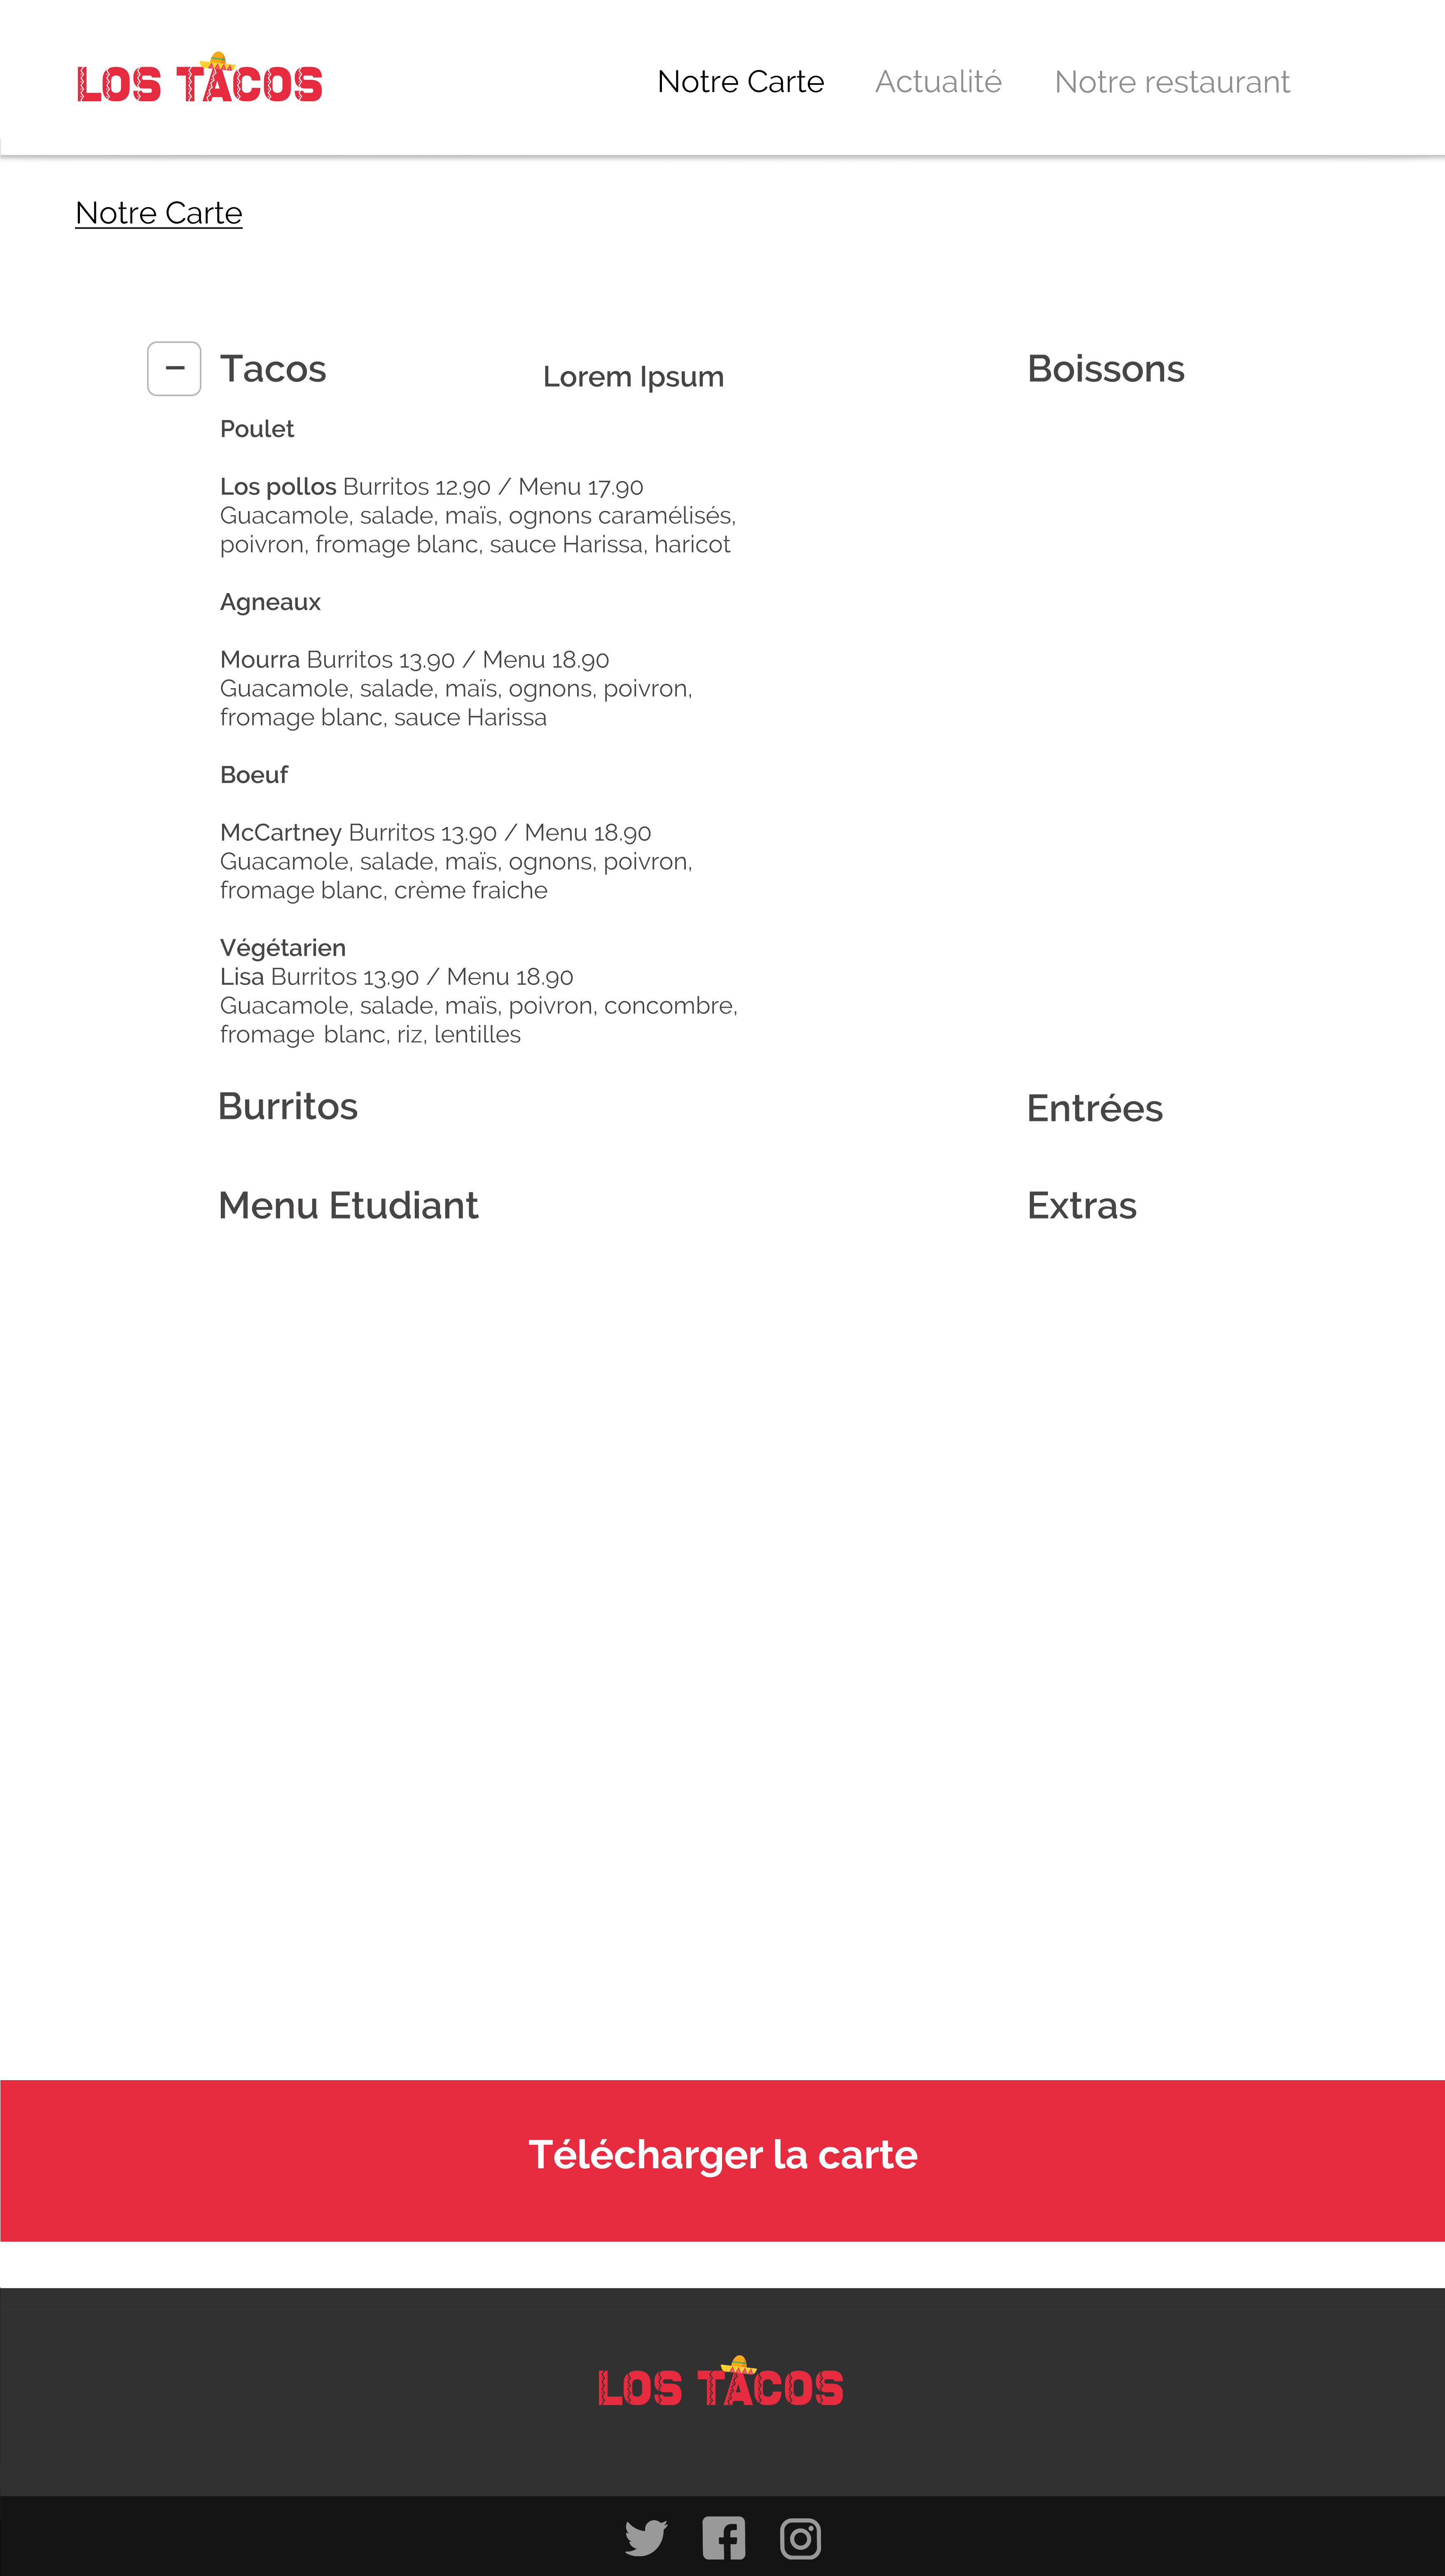 LOS TACOS
Notre Carte Actualité Notre restaurant
Notre Carte
Tacos Lorem Ipsum Boissons
Poulet
Los pollos Burritos 12.90 / Menu 17.90
Guacamole, salade, maïs, ognons caramélisés,
poivron, fromage blanc, sauce Harissa, haricot
Agneaux
Mourra Burritos 13.90 / Menu 18.90
Guacamole, salade, maïs, ognons, poivron,
fromage blanc, sauce Harissa
Boeuf
McCartney Burritos 13.90 / Menu 18.90
Guacamole, salade, maïs, ognons, poivron,
fromage blanc, crème fraiche
Végétarien
Lisa Burritos 13.90 / Menu 18.90
Guacamole, salade, maïs, poivron, concombre,
fromage blanc, riz, lentilles
Burritos Entrées
Menu Etudiant Extras
Télécharger la carte
LOS TACOS